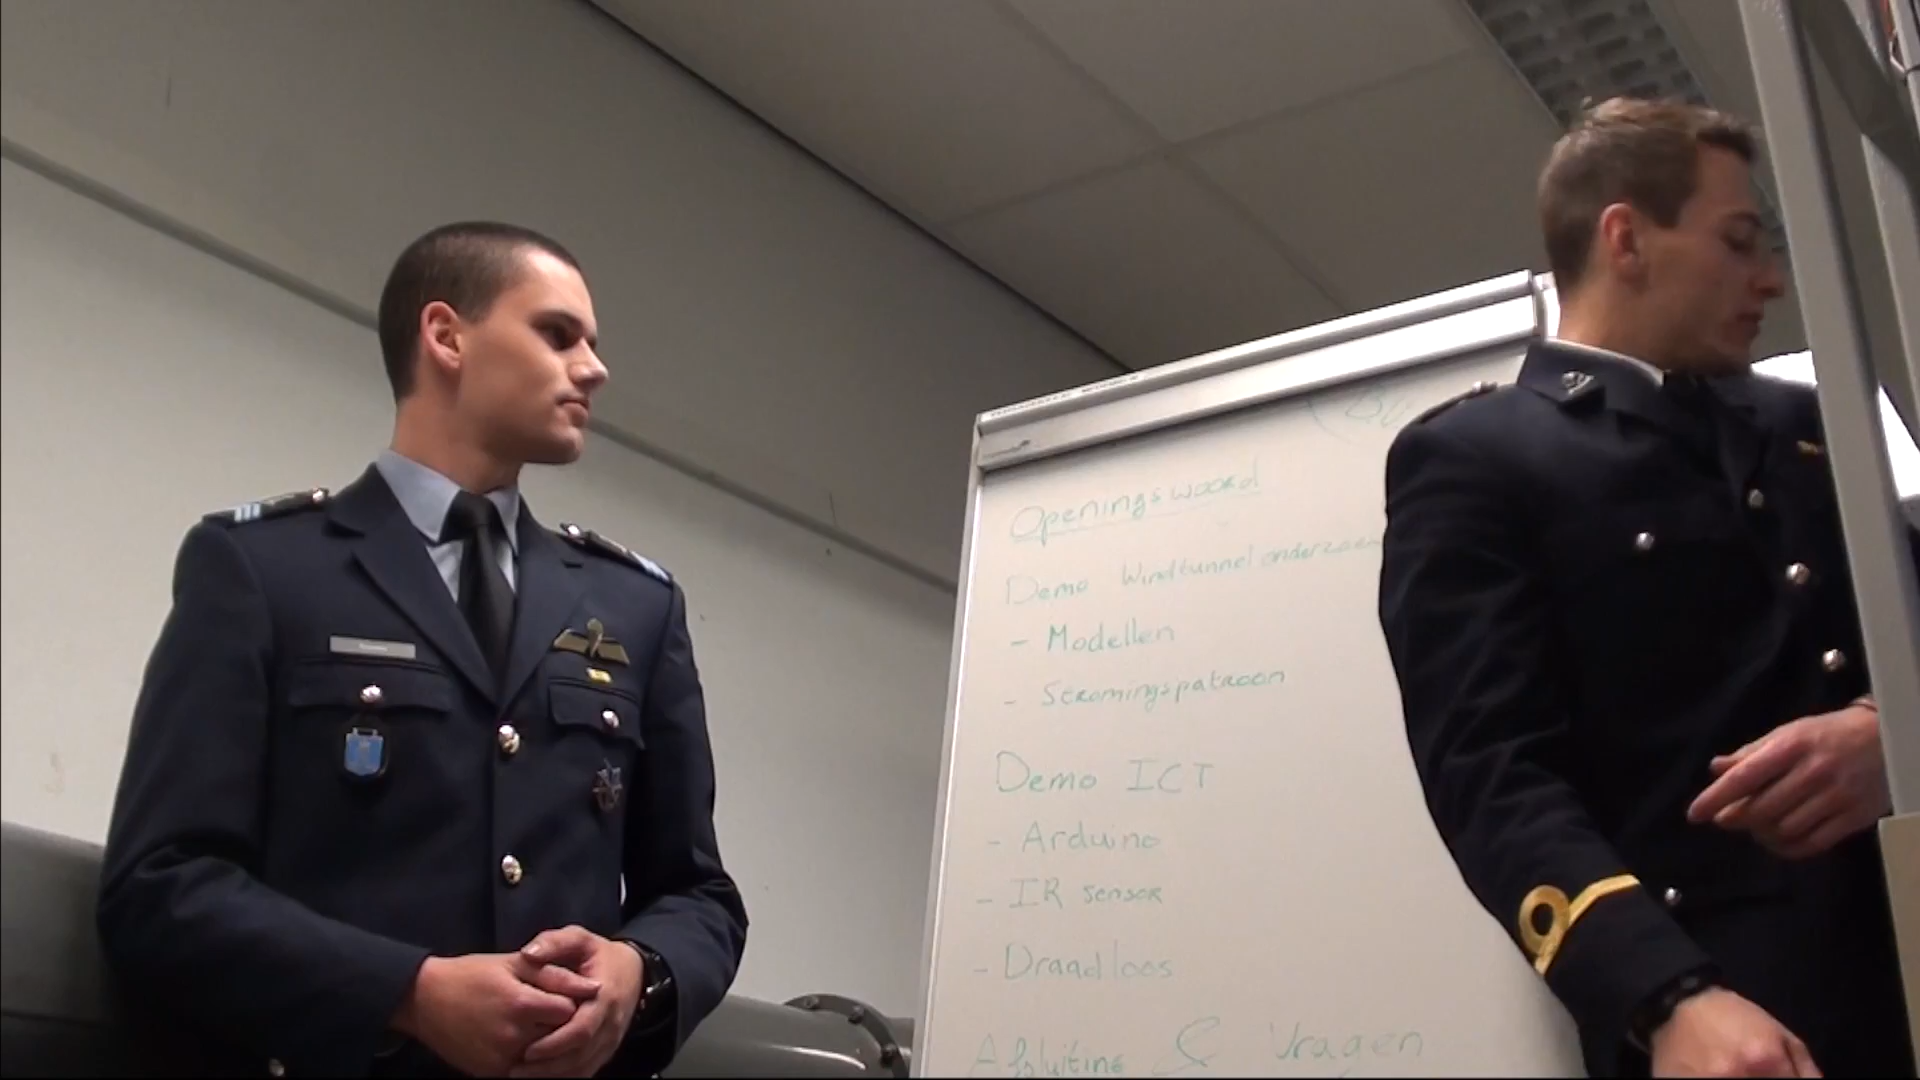 Openingswoord
Demo Windtunnelonderzoek
- Modellen
- Stromingspatroon
Demo ICT
- Arduino
- IR sensor
- Draadloos
Afsluiting & Vragen